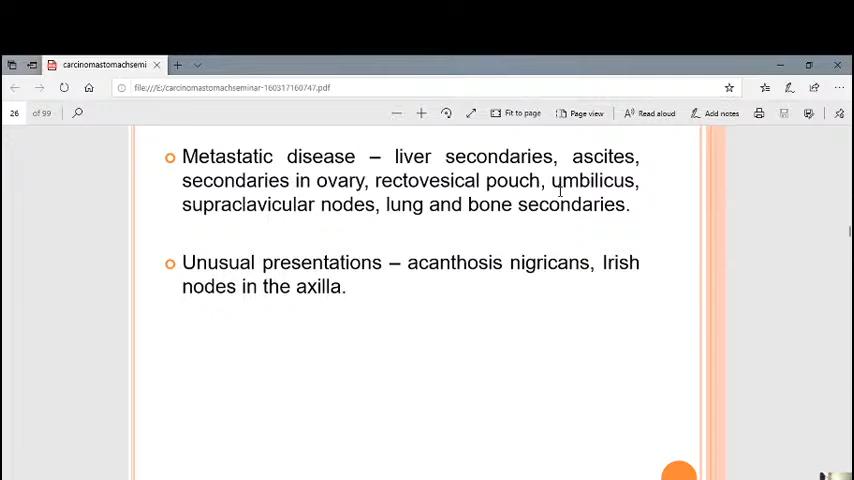 carcinomastomachsemi
file:///E:/carcinomastomachseminar-160317160747.pdf
26 of 99 Fit to page Page view Read aloud Add notes
Metastatic disease – liver secondaries, ascites,
secondaries in ovary, rectovesical pouch, umbilicus,
supraclavicular nodes, lung and bone secondaries.
Unusual presentations – acanthosis nigricans, Irish
nodes in the axilla.